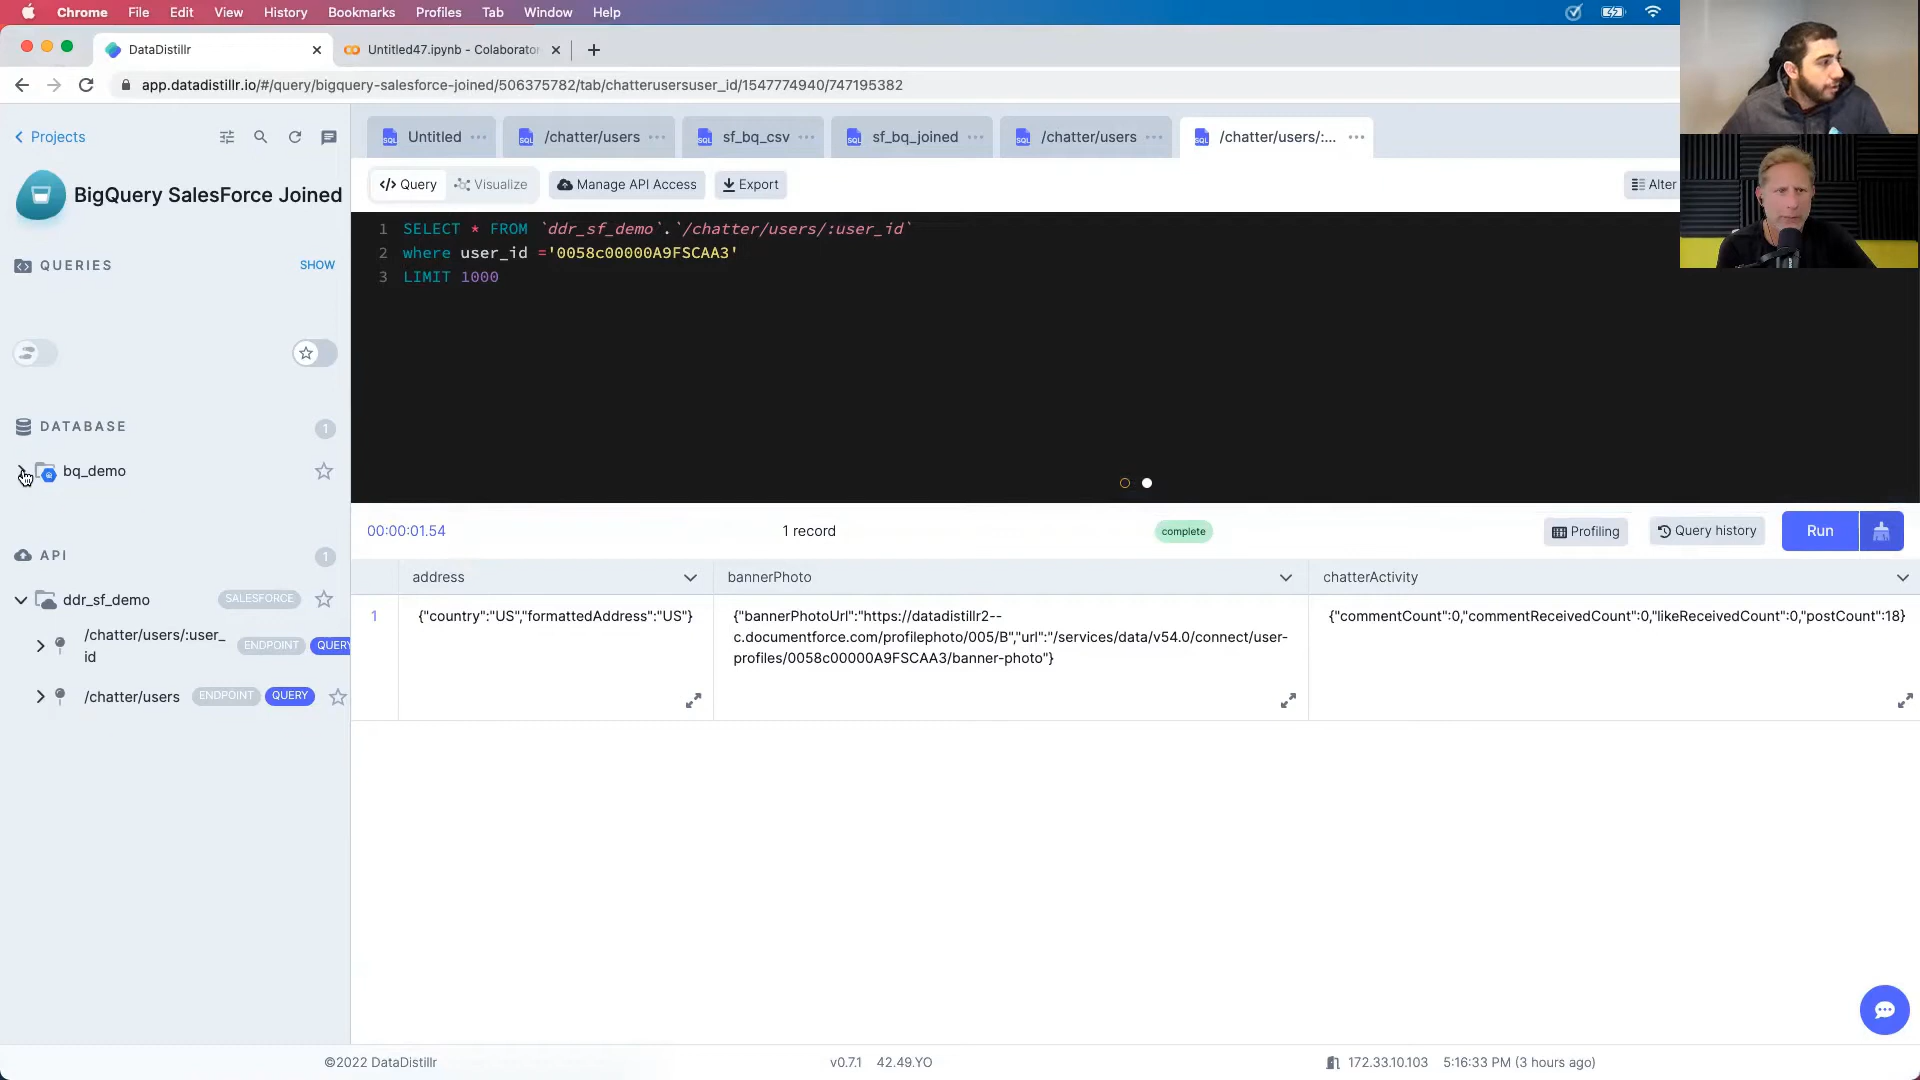 Chrome File Edit View History Bookmarks Profiles Tab Window Help
DataDistillr
Untitled47.ipynb - Colaborato
app.datadistillr.io/#/query/bigquery-salesforce-joined/506375782/tab/chatterusersuser_id/1547774940/747195382
Projects
BigQuery SalesForce Joined
QUERIES SHOW
DATABASE 1
bq_demo
API 1
ddr_sf_demo SALESFORCE
/chatter/users/:user_
id
ENDPOINT QUERY
/chatter/users ENDPOINT QUERY
SQL Untitled ...
SQL /chatter/users ...
SQL sf_bq_csv ...
SQL sf_bq_joined ...
SQL /chatter/users ...
SQL /chatter/users/:... ...
</> Query Visualize Manage API Access Export Alter
1 SELECT * FROM `ddr_sf_demo`.`/chatter/users/:user_id`
2 where user_id ='0058c00000A9FSCAA3'
3 LIMIT 1000
00:00:01.54 1 record complete Profiling Query history Run
address bannerPhoto chatterActivity
1 {"country":"US","formattedAddress":"US"}
{"bannerPhotoUrl":"https://datadistillr2--
c.documentforce.com/profilephoto/005/B","url":"/services/data/v54.0/connect/user-
profiles/0058c00000A9FSCAA3/banner-photo"}
{"commentCount":0,"commentReceivedCount":0,"likeReceivedCount":0,"postCount":18}
©2022 DataDistillr v0.7.1 42.49.YO 172.33.10.103 5:16:33 PM (3 hours ago)